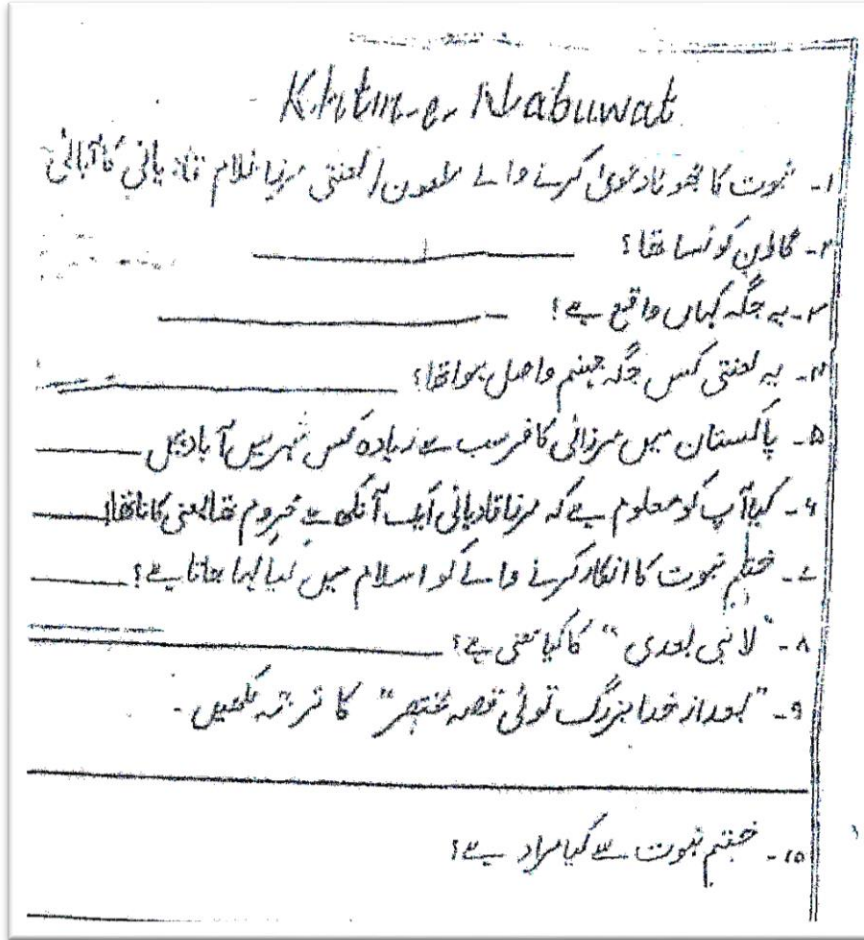 Khtm-e-Nabuwat
۱۔ نبوت کا جھوٹا دعویٰ کرنے والے ملعون / لعنتی مرزا غلام قادیانی کا آبائی
۲۔ گاؤں کونسا تھا؟
۳۔ یہ جگہ کہاں واقع ہے؟
۴۔ یہ لعنتی کس جگہ جہنم واصل ہوا تھا؟
۵۔ پاکستان میں مرزائی کافر سب سے زیادہ کس شہر میں آباد ہیں
۶۔ کیا آپ کو معلوم ہے کہ مرزا قادیانی ایک آنکھ سے محروم تھا یعنی کانا تھا
۷۔ ختم نبوت کا انکار کرنے والے کو اسلام میں کیا کہا جاتا ہے؟
۸۔ "لا نبی بعدی" کا کیا معنی ہے؟
۹۔ "بعد از خدا بزرگ توئی قصہ مختصر" کا ترجمہ لکھیں۔
۱۰۔ ختم نبوت سے کیا مراد ہے؟